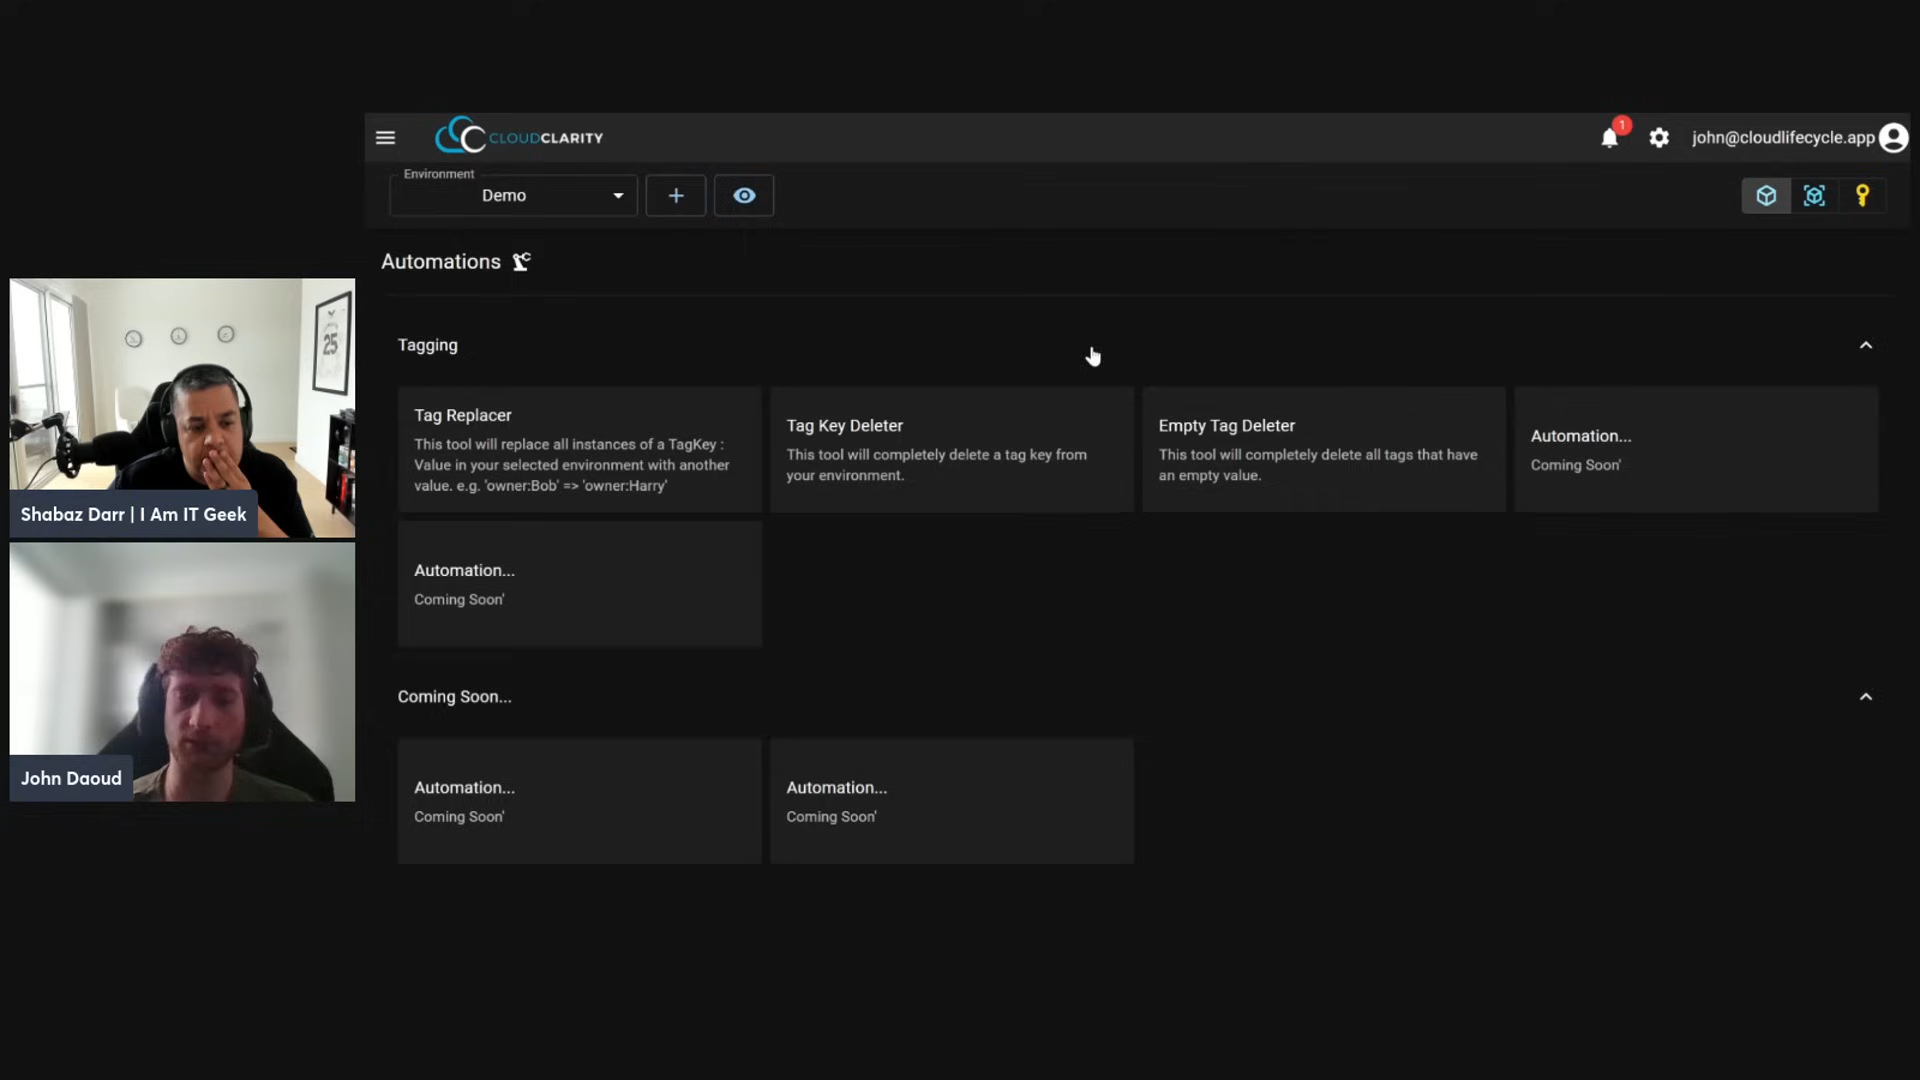 CLOUDCLARITY
1
john@cloudlifecycle.app
Environment
Demo
Automations
Tagging
Tag Replacer
This tool will replace all instances of a TagKey :
Value in your selected environment with another
value. e.g. 'owner:Bob' => 'owner:Harry'
Tag Key Deleter
This tool will completely delete a tag key from
your environment.
Empty Tag Deleter
This tool will completely delete all tags that have
an empty value.
Automation...
Coming Soon'
Automation...
Coming Soon'
Coming Soon...
Automation...
Coming Soon'
Automation...
Coming Soon'
25
Shabaz Darr | I Am IT Geek
John Daoud